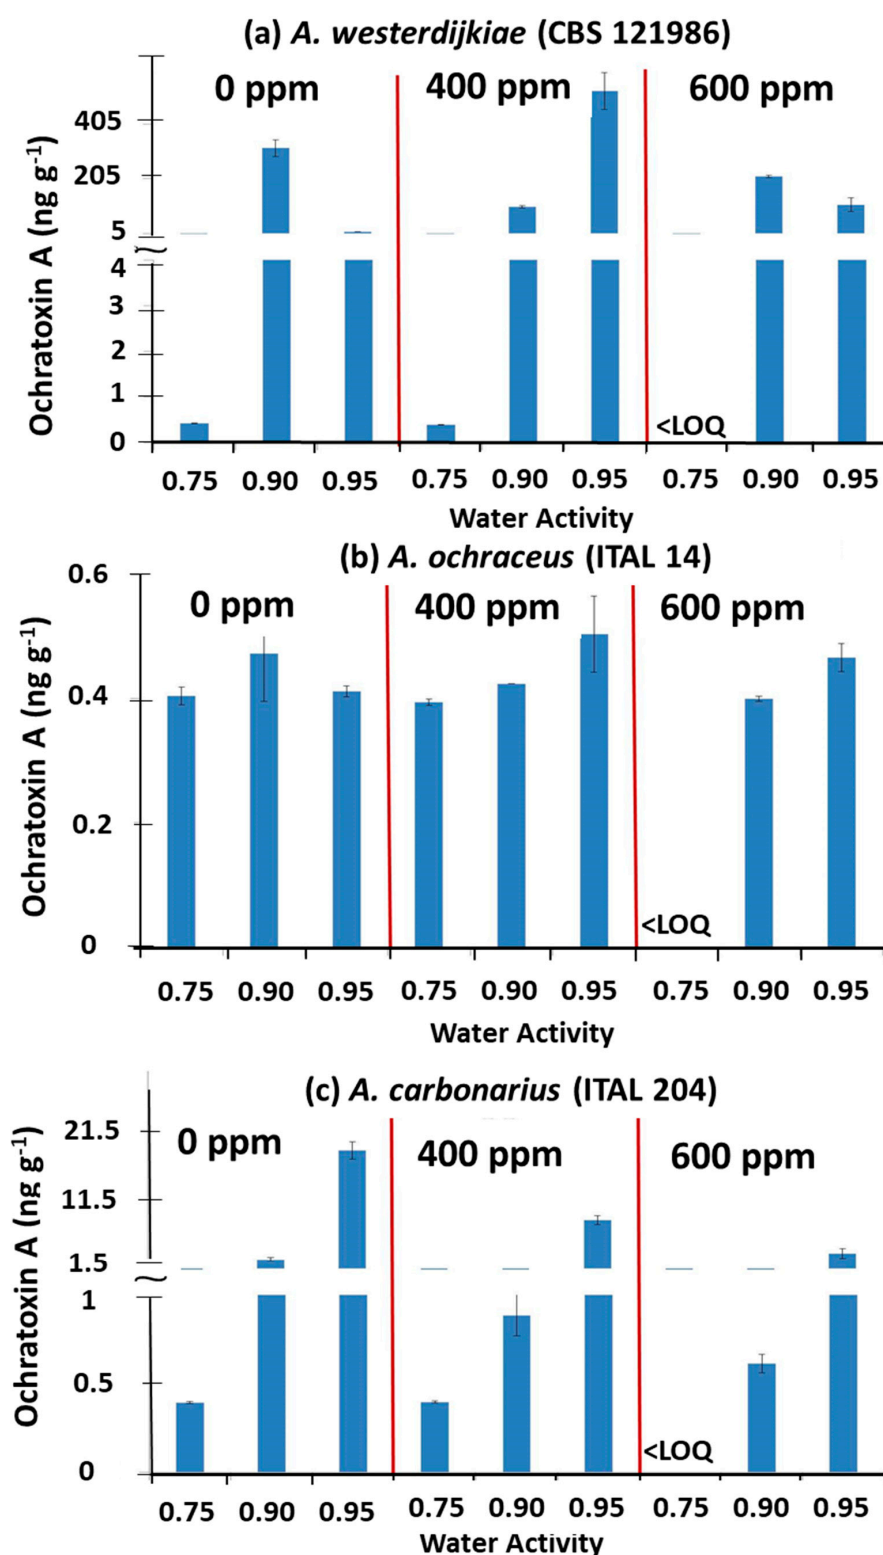 (a) A. westerdijkiae (CBS 121986)
0 ppm 400 ppm 600 ppm
Ochratoxin A (ng g-1)
405
205
5
~
4
3
2
1
0
<LOQ
0.75 0.90 0.95 0.75 0.90 0.95 0.75 0.90 0.95
Water Activity
(b) A. ochraceus (ITAL 14)
0 ppm 400 ppm 600 ppm
Ochratoxin A (ng g-1)
0.6
0.4
0.2
0
<LOQ
0.75 0.90 0.95 0.75 0.90 0.95 0.75 0.90 0.95
Water Activity
(c) A. carbonarius (ITAL 204)
0 ppm 400 ppm 600 ppm
Ochratoxin A (ng g-1)
21.5
11.5
1.5
~
1
0.5
0
<LOQ
0.75 0.90 0.95 0.75 0.90 0.95 0.75 0.90 0.95
Water Activity